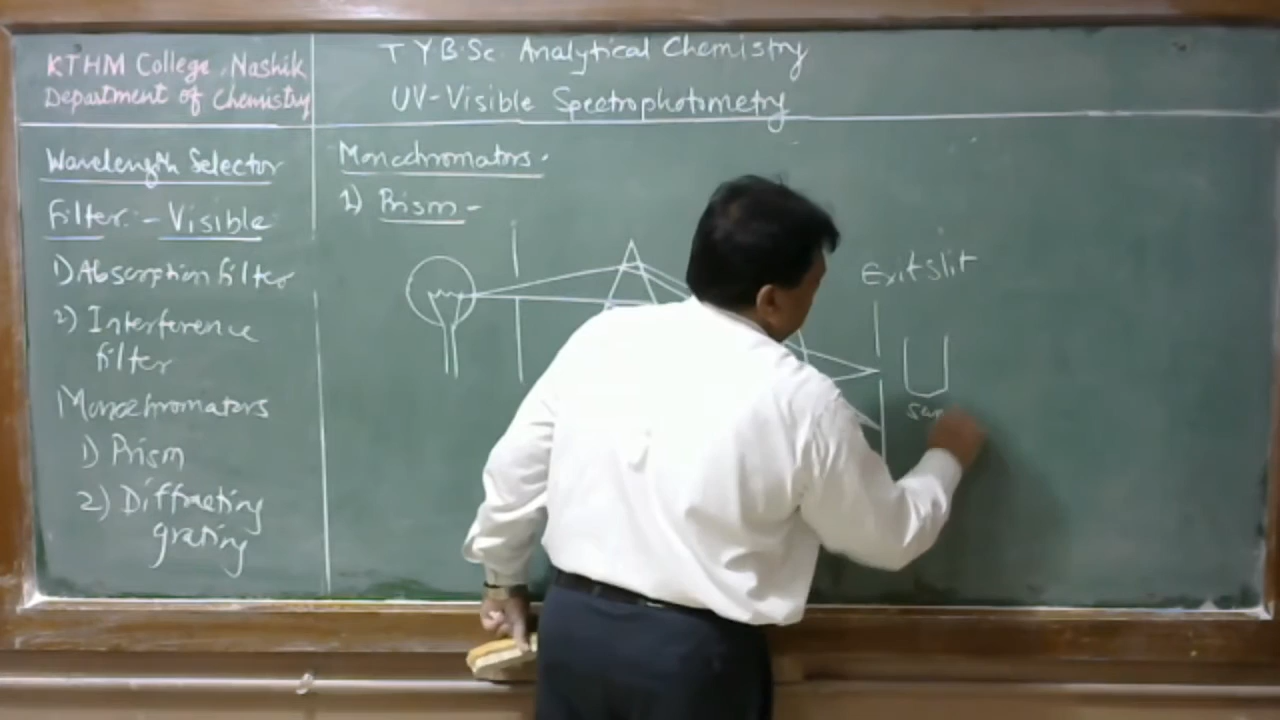 KTHM College, Nashik
Department of Chemistry
T Y B.Sc. Analytical Chemistry
UV-Visible Spectrophotometry
Wavelength Selector
Filter: - Visible
1) Absorption filter
2) Interference
filter
Monochromators
1) Prism
2) Diffracting
grating
Monochromators.
1) Prism -
Exit slit